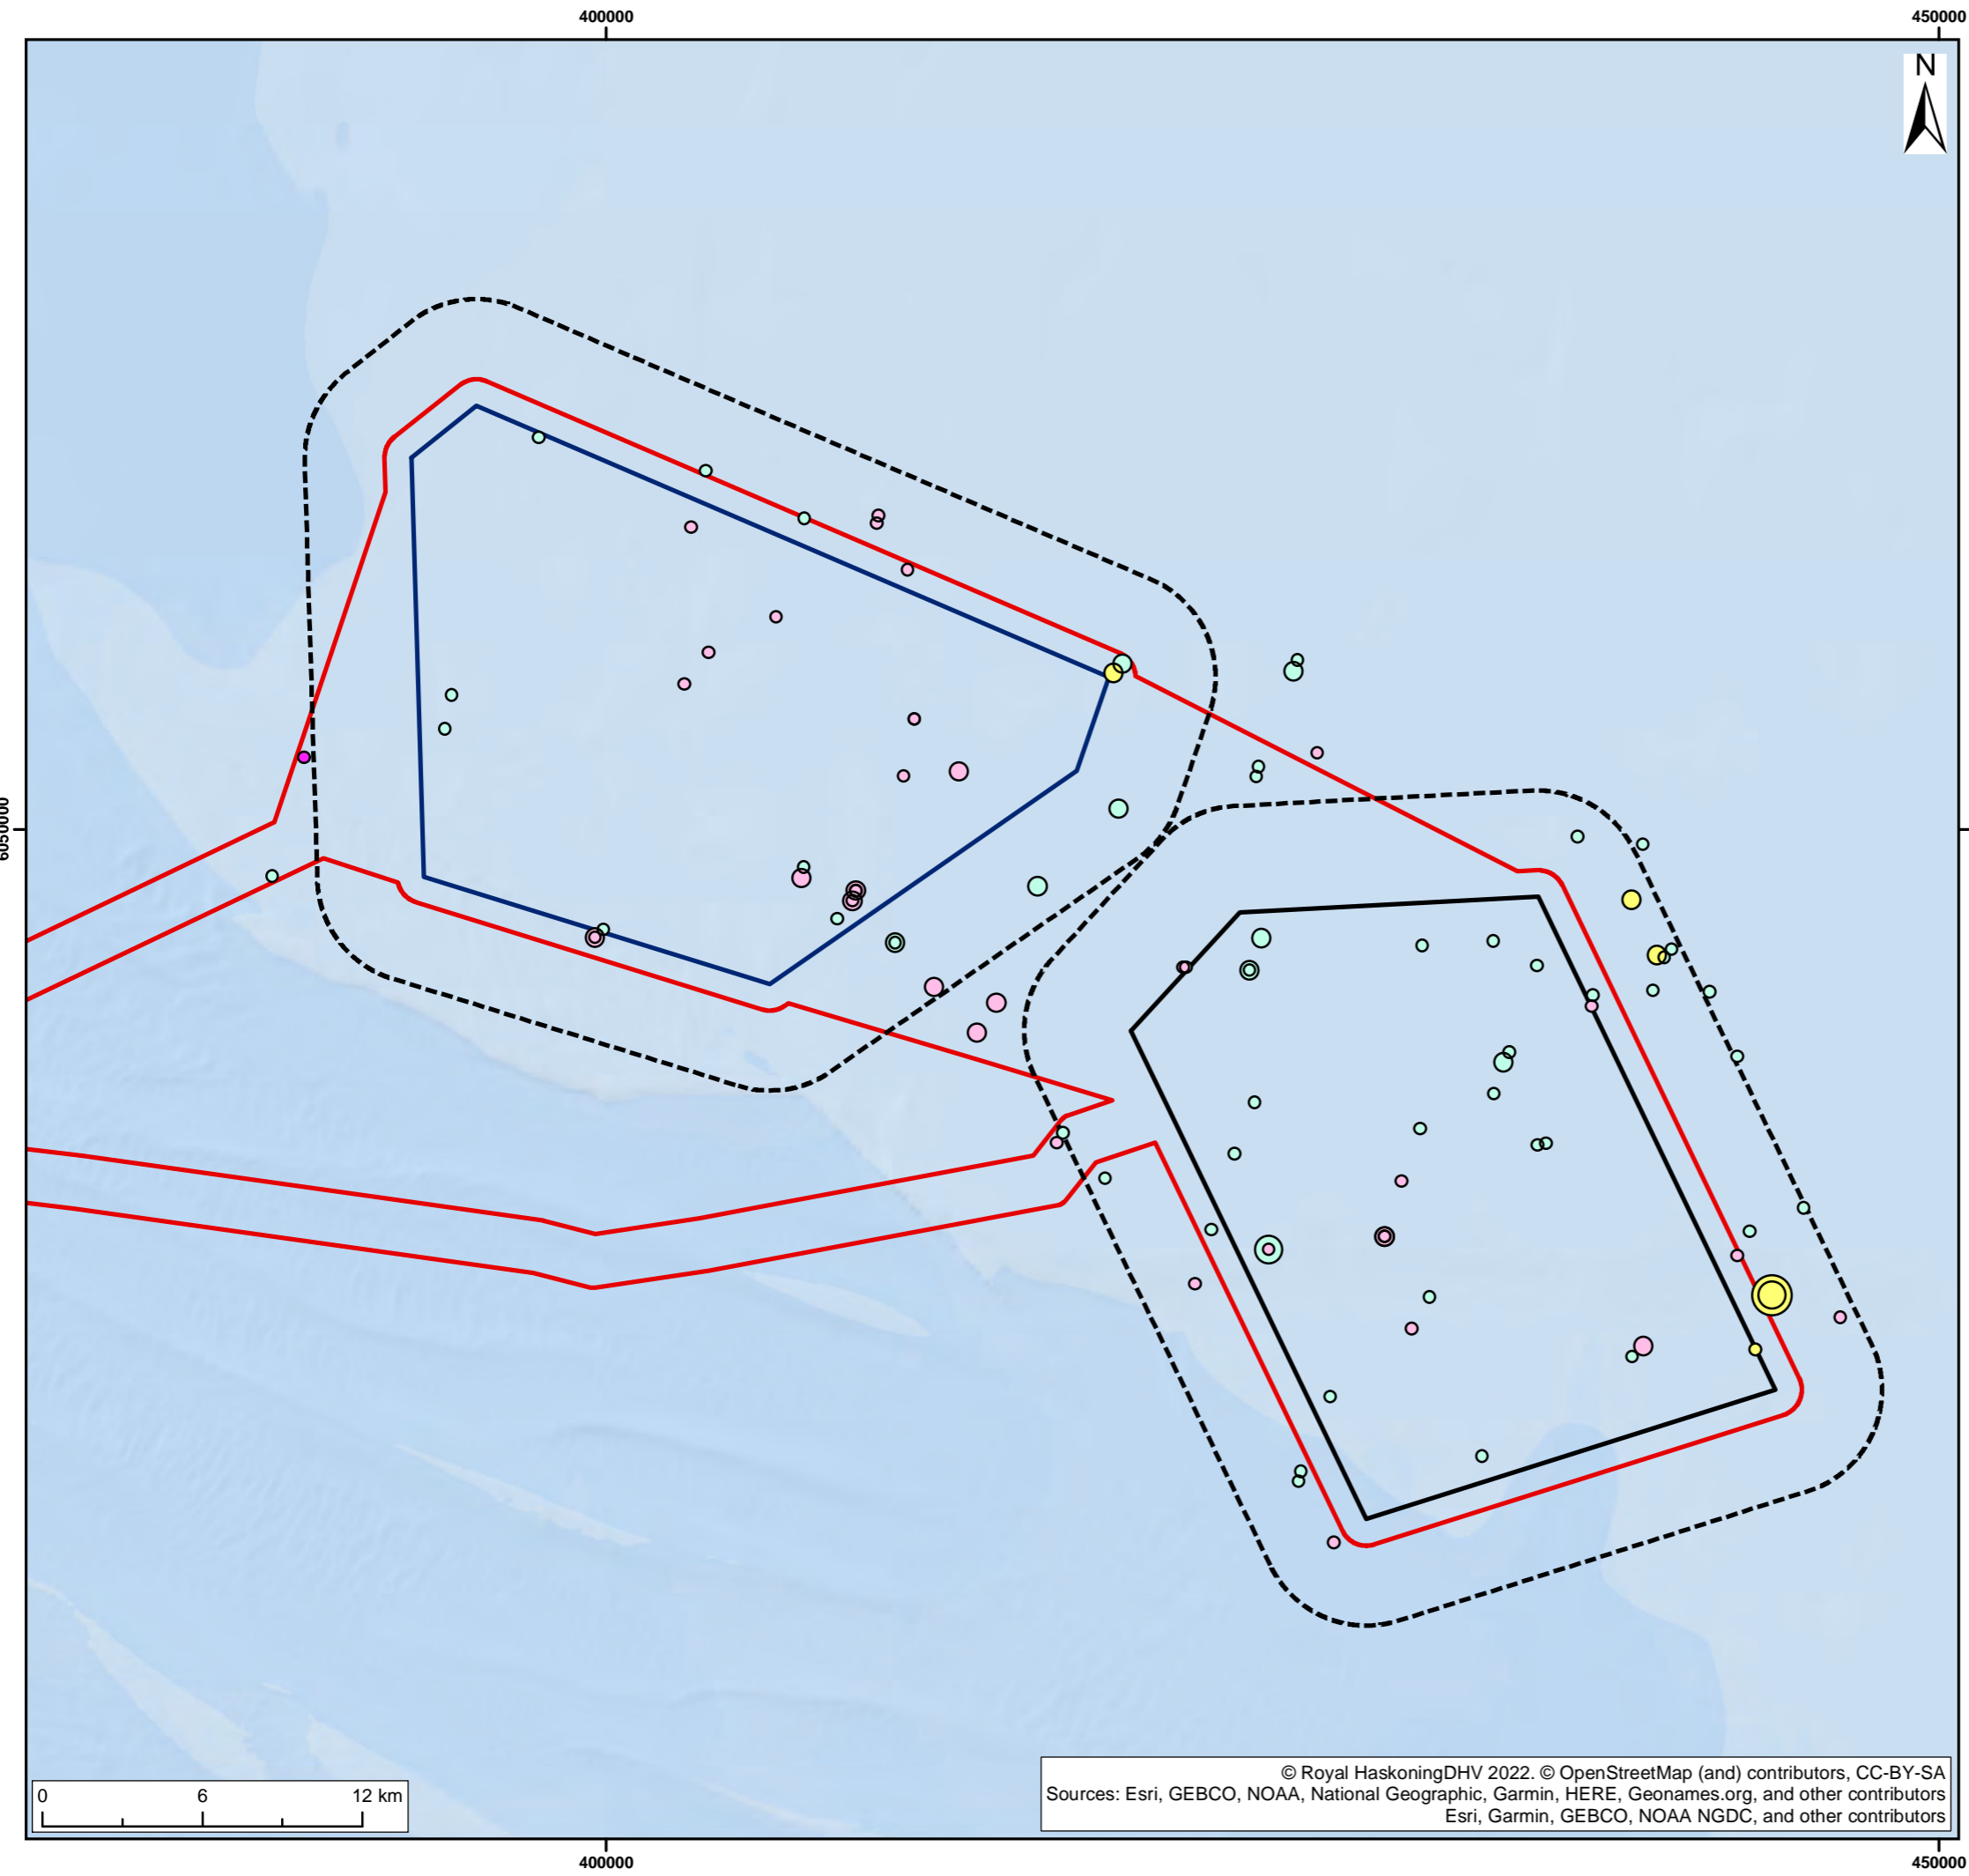 400000
450000
N
6050000
0 6 12 km
© Royal HaskoningDHV 2022. © OpenStreetMap (and) contributors, CC-BY-SA
Sources: Esri, GEBCO, NOAA, National Geographic, Garmin, HERE, Geonames.org, and other contributors
Esri, Garmin, GEBCO, NOAA NGDC, and other contributors
400000
450000